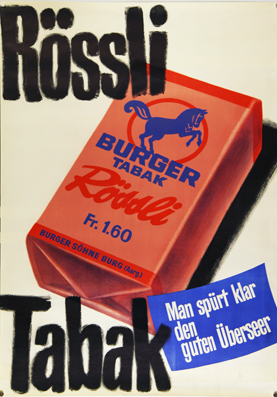 Rössli
BURGER
TABAK
Rössli
Fr. 1.60
BURGER SÖHNE BURG (Aarg.)
Man spürt klar
den
guten Überseer
Tabak